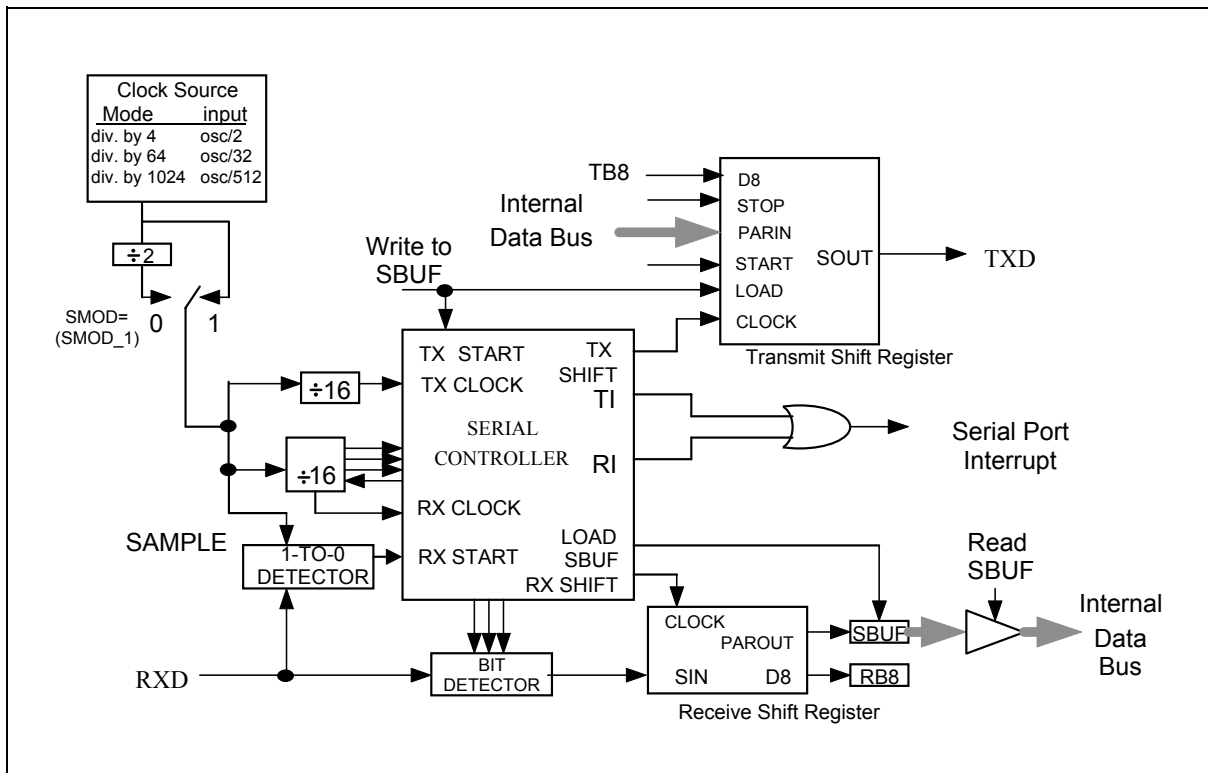 Clock Source
Mode input
div. by 4 osc/2
div. by 64 osc/32
div. by 1024 osc/512
÷2
SMOD=
(SMOD_1)
0 1
Write to
SBUF
TB8
Internal
Data Bus
D8
STOP
PARIN
START
LOAD
CLOCK
SOUT
TXD
Transmit Shift Register
÷16
÷16
TX START
TX CLOCK
SERIAL
CONTROLLER
RX CLOCK
RX START
TX
SHIFT
TI
RI
LOAD
SBUF
RX SHIFT
Serial Port
Interrupt
SAMPLE
1-TO-0
DETECTOR
RXD
BIT
DETECTOR
CLOCK
PAROUT
SIN D8
Receive Shift Register
SBUF
RB8
Read
SBUF
Internal
Data
Bus